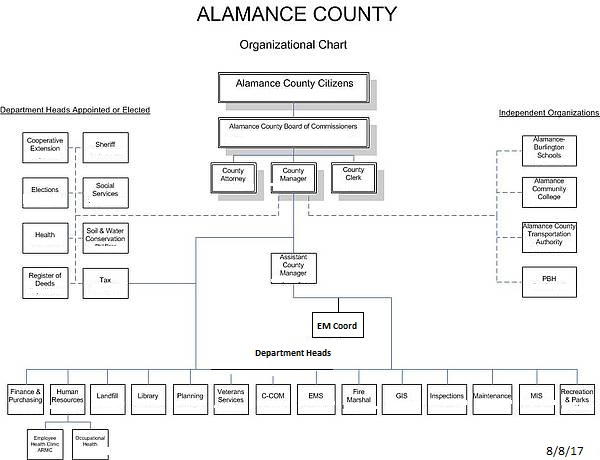 ALAMANCE COUNTY
Organizational Chart
Alamance County Citizens
Department Heads Appointed or Elected
Independent Organizations
Alamance County Board of Commissioners
Cooperative
Extension
Sheriff
Alamance-
Burlington
Schools
County
Attorney
County
Manager
County
Clerk
Elections
Social
Services
Alamance
Community
College
Health
Soil & Water
Conservation
Alamance County
Transportation
Authority
Register of
Deeds
Tax
Assistant
County
Manager
PBH
EM Coord
Department Heads
Finance &
Purchasing
Human
Resources
Landfill
Library
Planning
Veterans
Services
C-COM
EMS
Fire
Marshal
GIS
Inspections
Maintenance
MIS
Recreation
& Parks
Employee
Health Clinic
ARMC
Occupational
Health
8/8/17